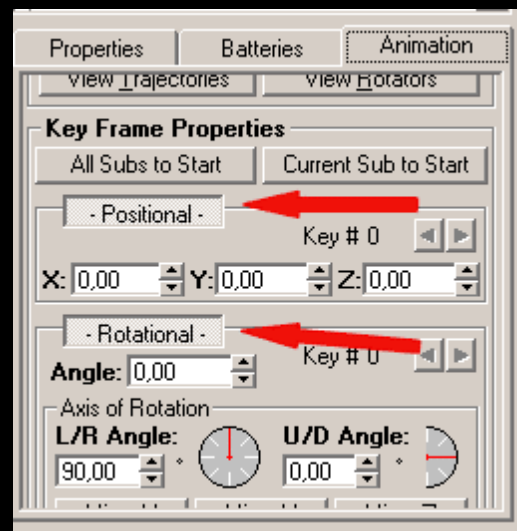 Properties Batteries Animation
View Trajectories View Rotators
Key Frame Properties
All Subs to Start Current Sub to Start
- Positional -
Key # 0
X: 0,00 Y: 0,00 Z: 0,00
- Rotational -
Key # 0
Angle: 0,00
Axis of Rotation
L/R Angle: U/D Angle:
90,00 ° 0,00 °